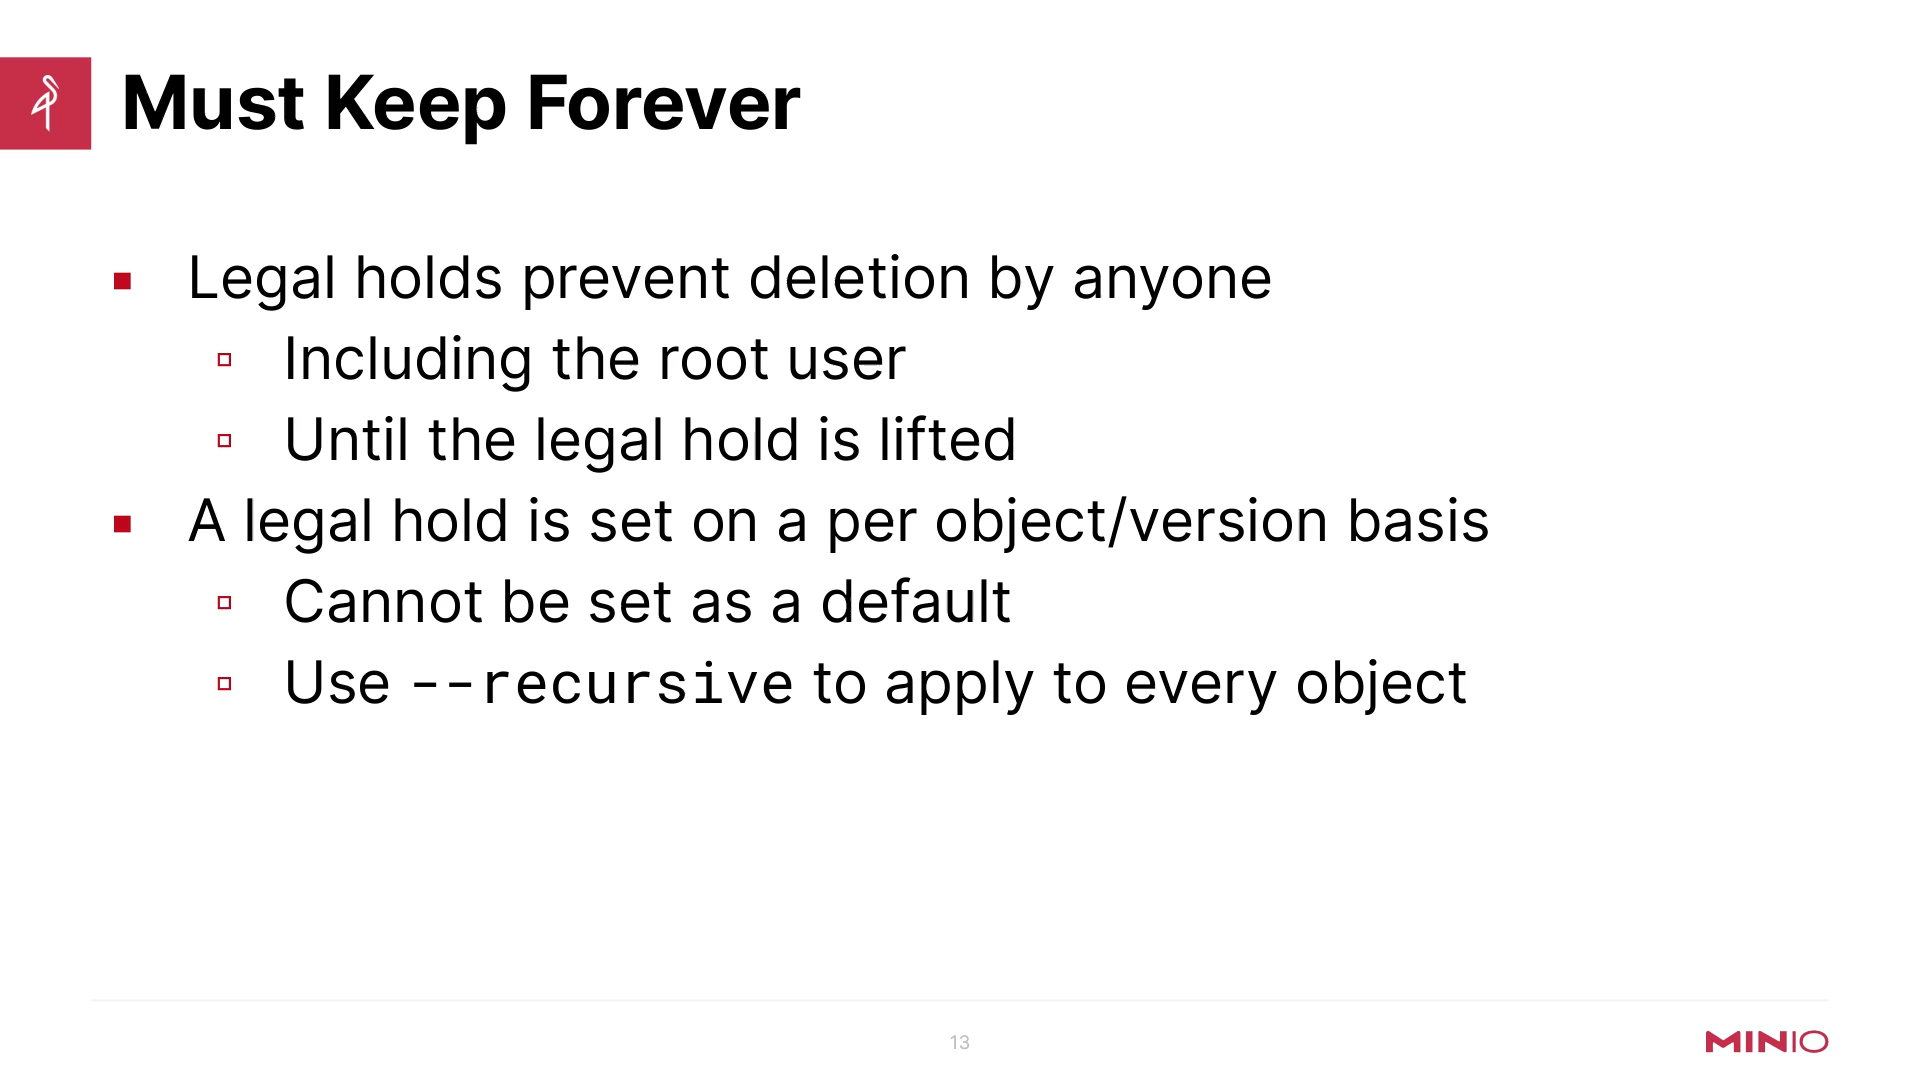 Must Keep Forever
Legal holds prevent deletion by anyone
Including the root user
Until the legal hold is lifted
A legal hold is set on a per object/version basis
Cannot be set as a default
Use --recursive to apply to every object
13
MINIO